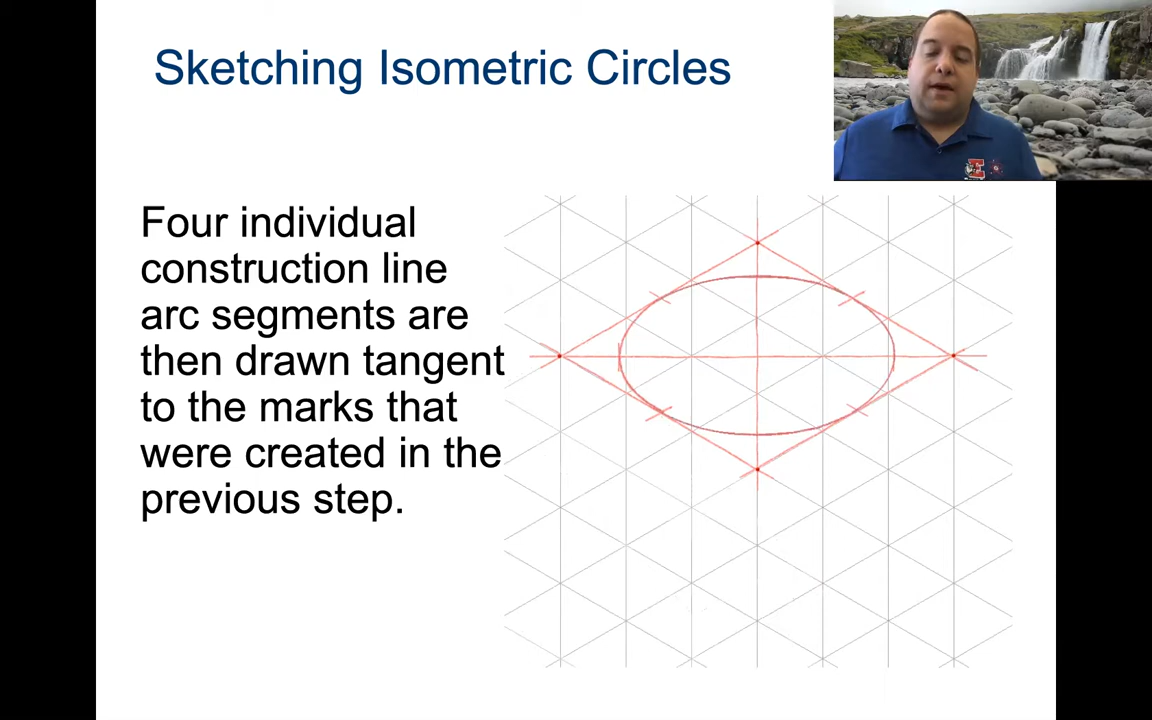 Sketching Isometric Circles
Four individual
construction line
arc segments are
then drawn tangent
to the marks that
were created in the
previous step.